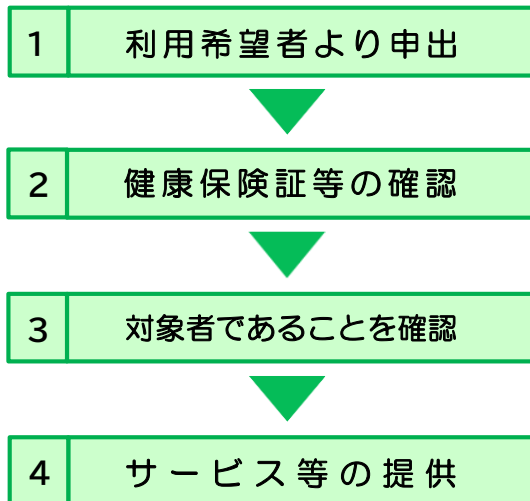 1 利用希望者より申出
2 健康保険証等の確認
3 対象者であることを確認
4 サービス等の提供